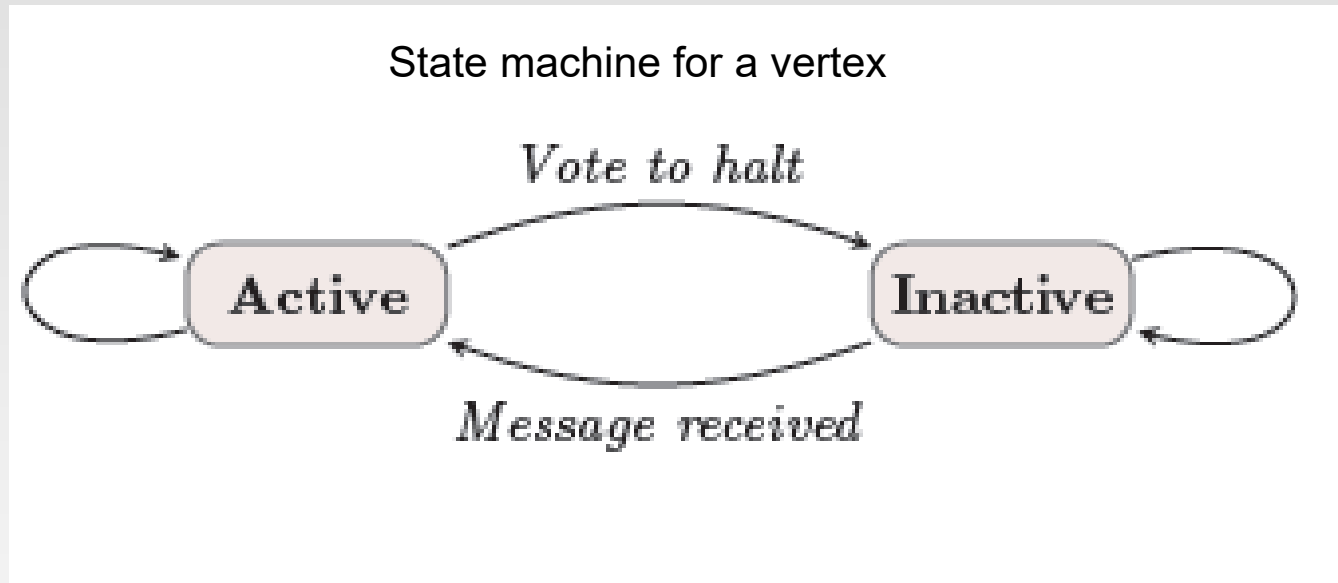 State machine for a vertex
Vote to halt
Active
Inactive
Message received